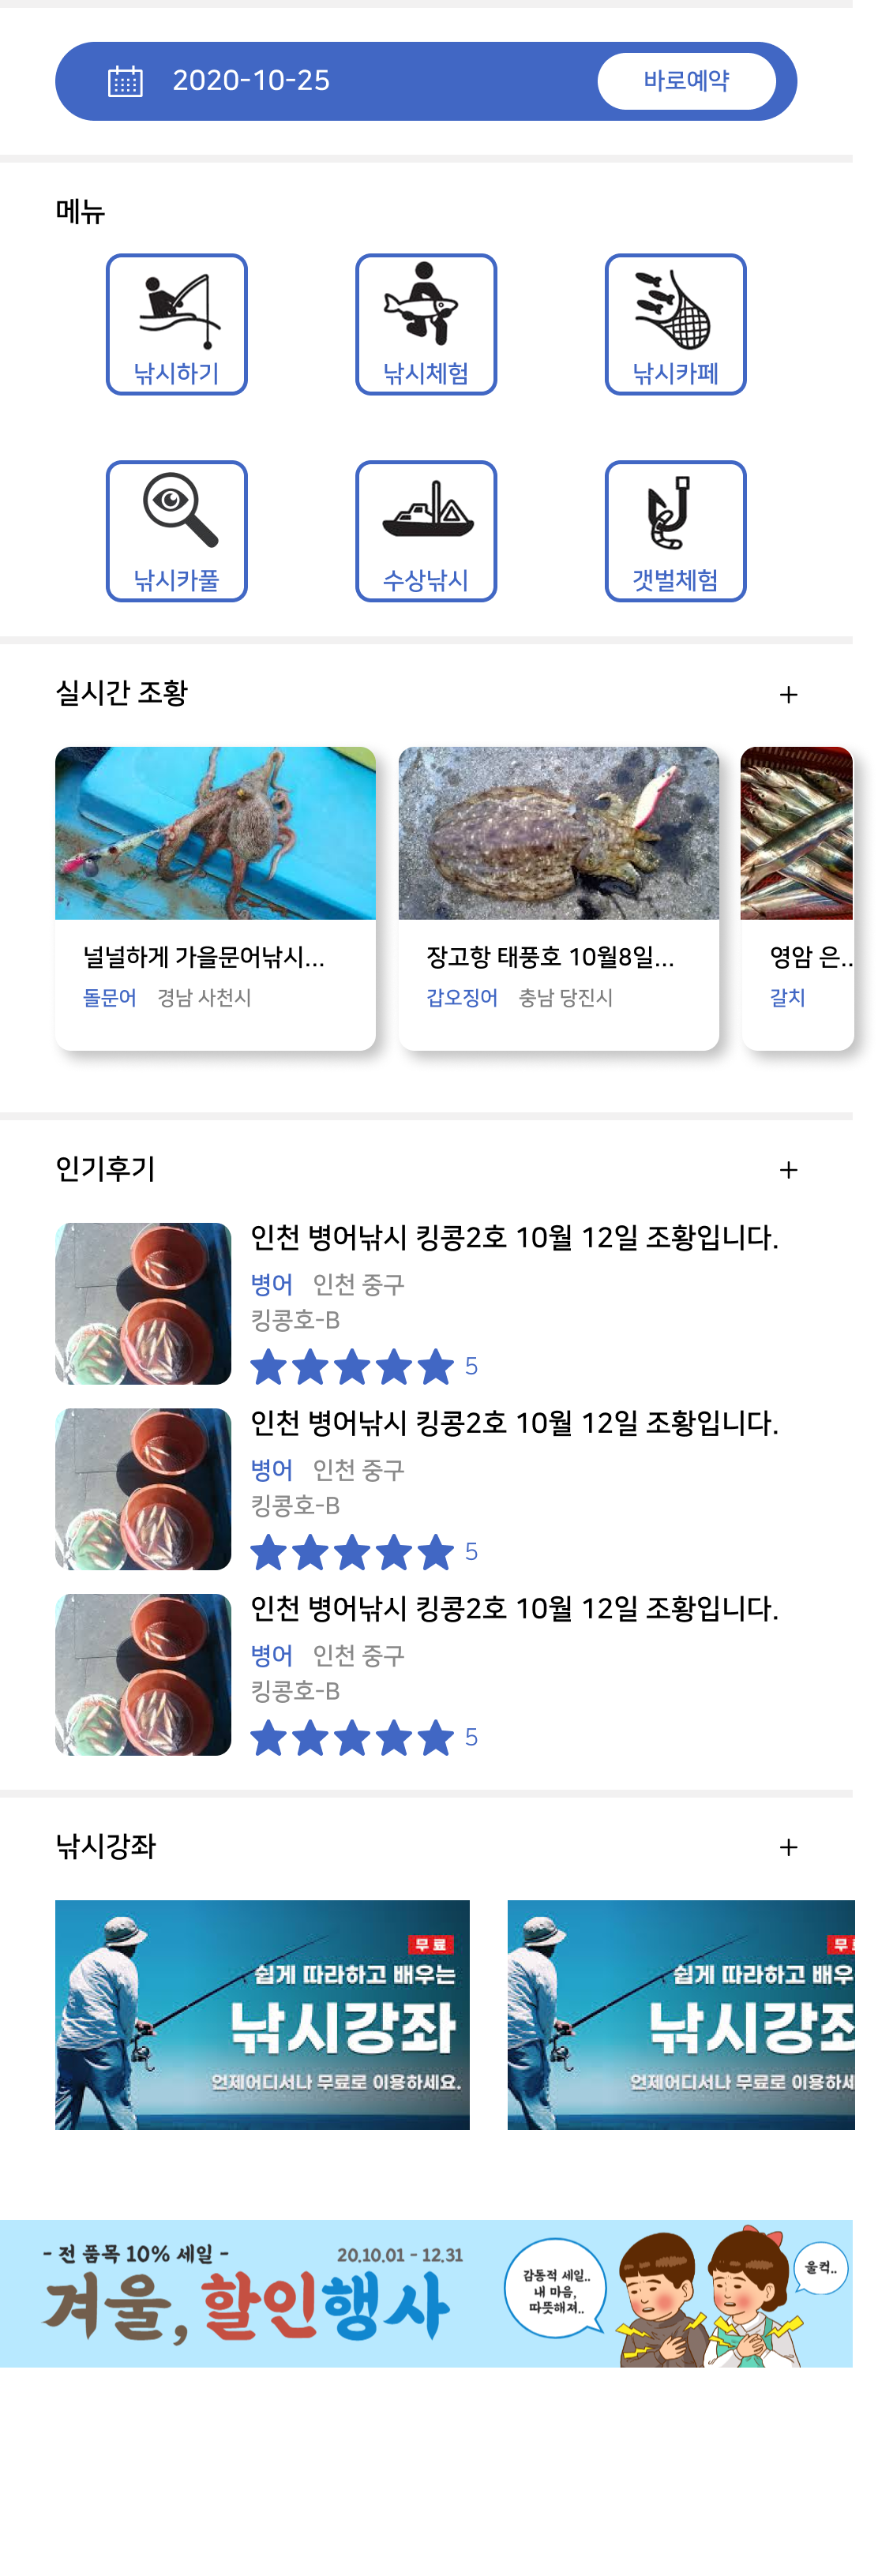 2020-10-25
바로예약
메뉴
낚시하기
낚시체험
낚시카페
낚시카풀
수상낚시
갯벌체험
실시간 조황
+
널널하게 가을문어낚시...
돌문어 경남 사천시
장고항 태풍호 10월8일...
갑오징어 충남 당진시
영암 은..
갈치
인기후기
+
인천 병어낚시 킹콩2호 10월 12일 조황입니다.
병어 인천 중구
킹콩호-B
5
인천 병어낚시 킹콩2호 10월 12일 조황입니다.
병어 인천 중구
킹콩호-B
5
인천 병어낚시 킹콩2호 10월 12일 조황입니다.
병어 인천 중구
킹콩호-B
5
낚시강좌
+
무료
쉽게 따라하고 배우는
낚시강좌
언제어디서나 무료로 이용하세요.
무료
쉽게 따라하고 배우
낚시강좌
언제어디서나 무료로 이용하세
- 전 품목 10% 세일 -
20.10.01 - 12.31
겨울, 할인행사
감동적 세일..
내 마음,
따뜻해져..
울컥..